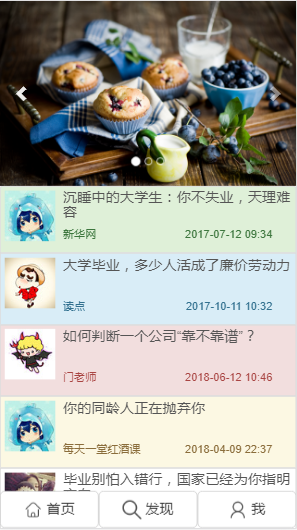 沉睡中的大学生：你不失业，天理难
容
新华网 2017-07-12 09:34
大学毕业，多少人活成了廉价劳动力
读点 2017-10-11 10:32
如何判断一个公司“靠不靠谱”？
门老师 2018-06-12 10:46
你的同龄人正在抛弃你
每天一堂红酒课 2018-04-09 22:37
毕业别怕入错行，国家已经为你指明
首页 发现 我